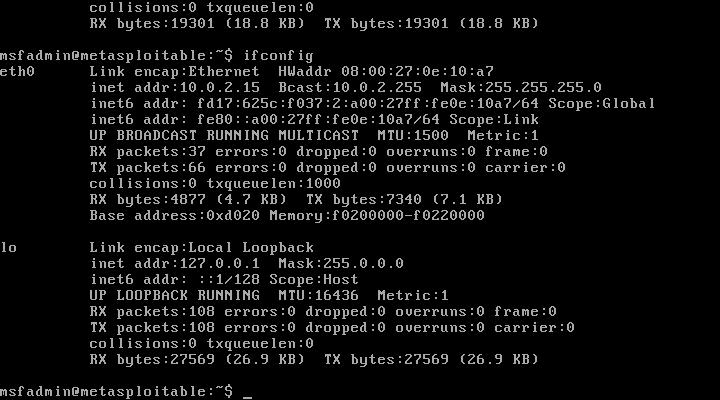 collisions:0 txqueuelen:0
RX bytes:19301 (18.8 KB)  TX bytes:19301 (18.8 KB)
msfadmin@metasploitable:~$ ifconfig
eth0      Link encap:Ethernet  HWaddr 08:00:27:0e:10:a7
inet addr:10.0.2.15  Bcast:10.0.2.255  Mask:255.255.255.0
inet6 addr: fd17:625c:f037:2:a00:27ff:fe0e:10a7/64 Scope:Global
inet6 addr: fe80::a00:27ff:fe0e:10a7/64 Scope:Link
UP BROADCAST RUNNING MULTICAST  MTU:1500  Metric:1
RX packets:37 errors:0 dropped:0 overruns:0 frame:0
TX packets:66 errors:0 dropped:0 overruns:0 carrier:0
collisions:0 txqueuelen:1000
RX bytes:4877 (4.7 KB)  TX bytes:7340 (7.1 KB)
Base address:0xd020 Memory:f0200000-f0220000
lo        Link encap:Local Loopback
inet addr:127.0.0.1  Mask:255.0.0.0
inet6 addr: ::1/128 Scope:Host
UP LOOPBACK RUNNING  MTU:16436  Metric:1
RX packets:108 errors:0 dropped:0 overruns:0 frame:0
TX packets:108 errors:0 dropped:0 overruns:0 carrier:0
collisions:0 txqueuelen:0
RX bytes:27569 (26.9 KB)  TX bytes:27569 (26.9 KB)
msfadmin@metasploitable:~$ _